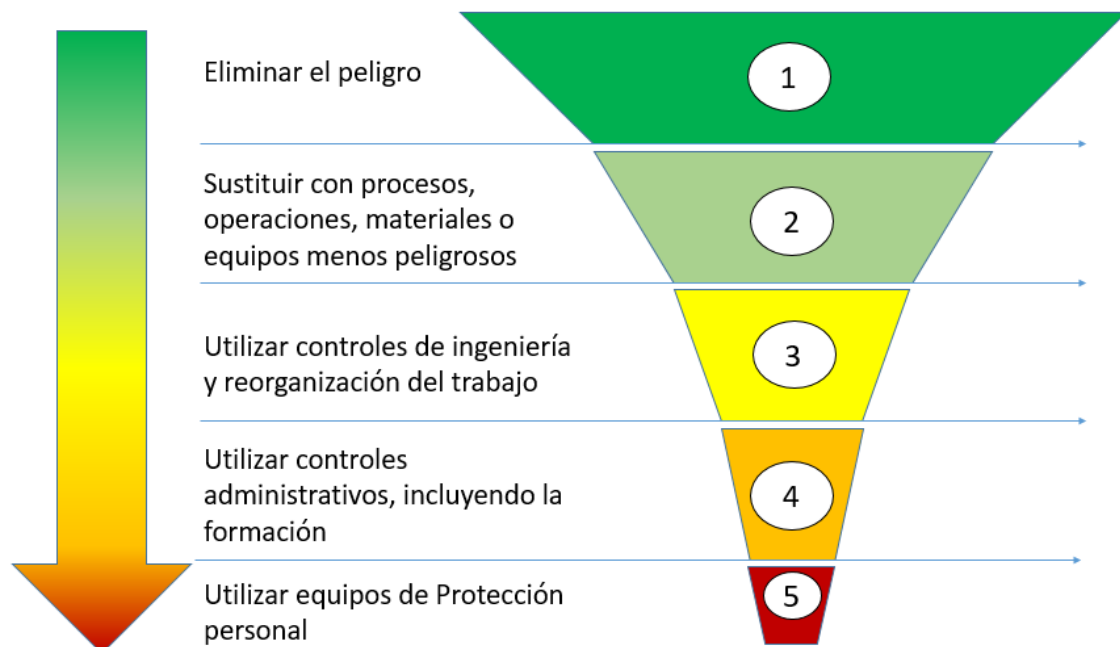 Eliminar el peligro
1
Sustituir con procesos,
operaciones, materiales o
equipos menos peligrosos
2
Utilizar controles de ingeniería
y reorganización del trabajo
3
Utilizar controles
administrativos, incluyendo la
formación
4
Utilizar equipos de Protección
personal
5